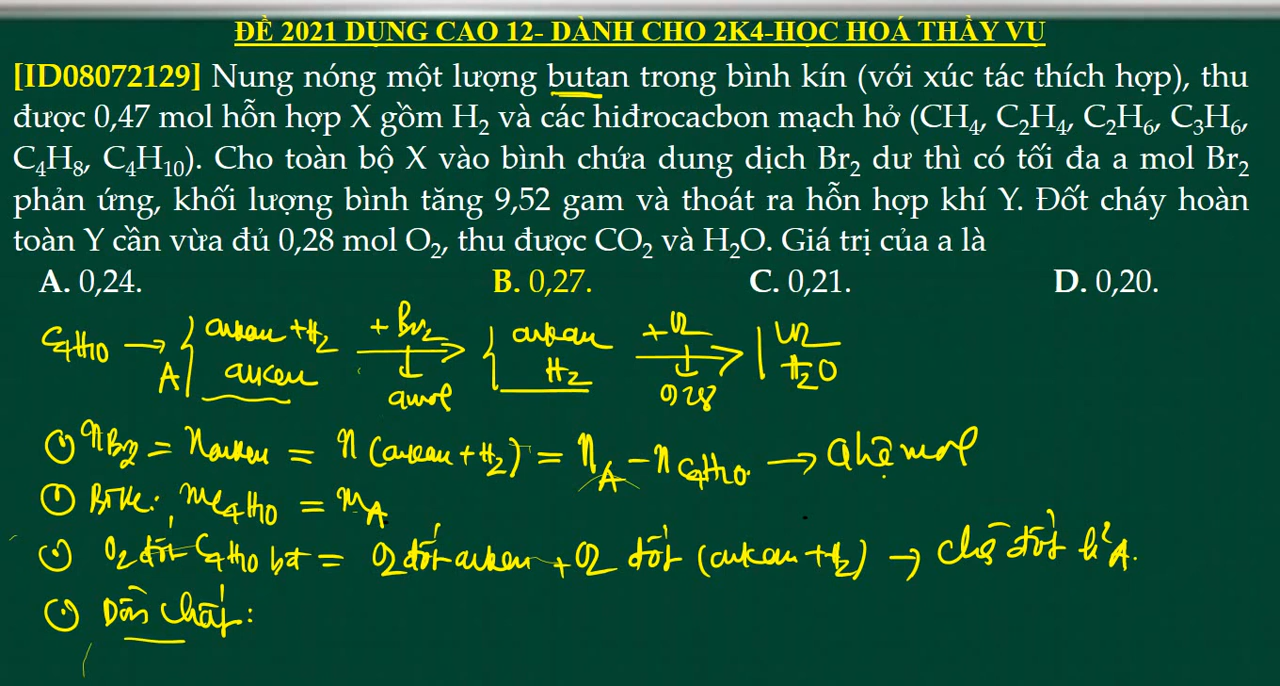 ĐỀ 2021 DỤNG CAO 12- DÀNH CHO 2K4-HỌC HOÁ THẦY VỤ
[ID08072129] Nung nóng một lượng butan trong bình kín (với xúc tác thích hợp), thu
được 0,47 mol hỗn hợp X gồm H₂ và các hiđrocacbon mạch hở (CH₄, C₂H₄, C₂H₆, C₃H₆,
C₄H₈, C₄H₁₀). Cho toàn bộ X vào bình chứa dung dịch Br₂ dư thì có tối đa a mol Br₂
phản ứng, khối lượng bình tăng 9,52 gam và thoát ra hỗn hợp khí Y. Đốt cháy hoàn
toàn Y cần vừa đủ 0,28 mol O₂, thu được CO₂ và H₂O. Giá trị của a là
A. 0,24. B. 0,27. C. 0,21. D. 0,20.
C4H10 → A { ankan + H2 + Br2 { ankan + O2 | CO2
anken a mol H2 0,28 H2O
nBr2 = nanken = n (ankan + H2) = nA - nC4H10 → a hệ mol
: mC4H10 = mA
O2 đốt C4H10 bđ = O2 đốt anken + O2 đốt (ankan + H2) → đốt A.
Dồn chất: